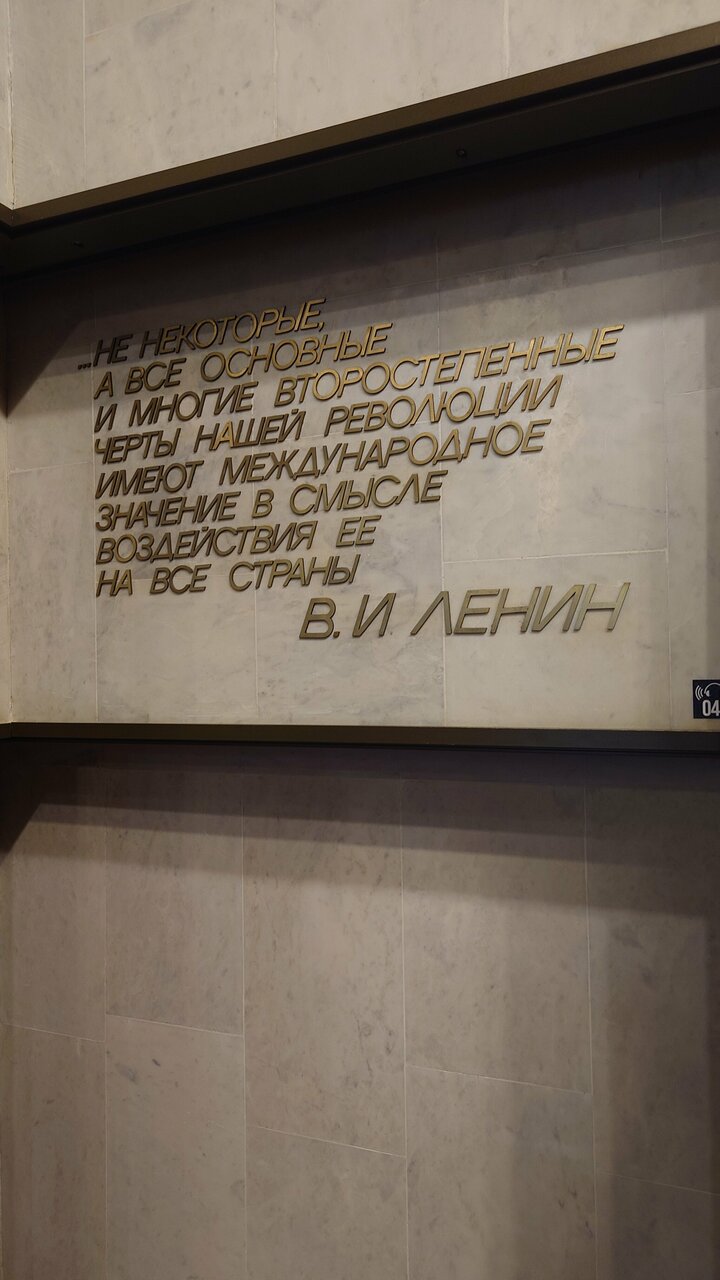 ...НЕ НЕКОТОРЫЕ,
А ВСЕ ОСНОВНЫЕ
И МНОГИЕ ВТОРОСТЕПЕННЫЕ
ЧЕРТЫ НАШЕЙ РЕВОЛЮЦИИ
ИМЕЮТ МЕЖДУНАРОДНОЕ
ЗНАЧЕНИЕ В СМЫСЛЕ
ВОЗДЕЙСТВИЯ ЕЕ
НА ВСЕ СТРАНЫ
В. И ЛЕНИН
04